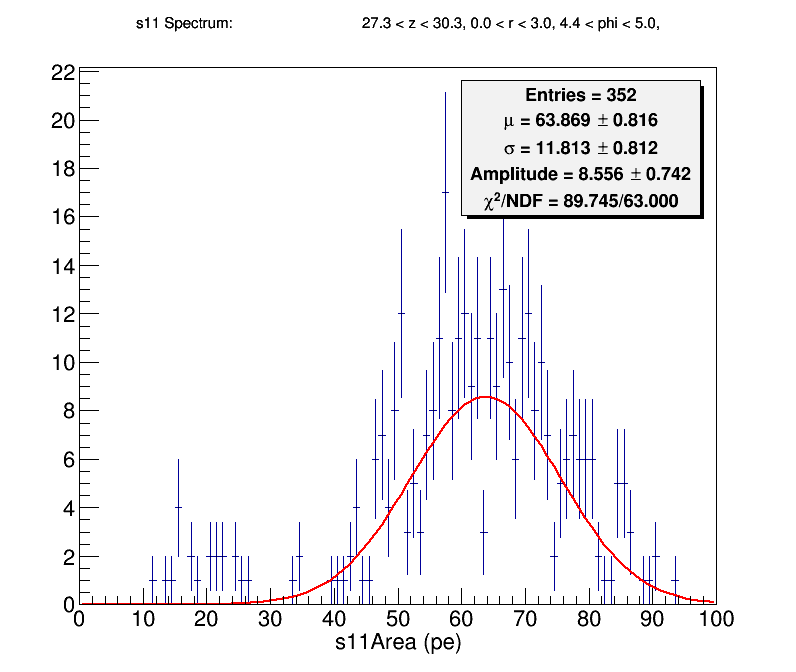 s11 Spectrum: 27.3 < z < 30.3, 0.0 < r < 3.0, 4.4 < phi < 5.0,
Entries = 352
μ = 63.869 ± 0.816
σ = 11.813 ± 0.812
Amplitude = 8.556 ± 0.742
χ²/NDF = 89.745/63.000
22
20
18
16
14
12
10
8
6
4
2
0
0 10 20 30 40 50 60 70 80 90 100
s11Area (pe)